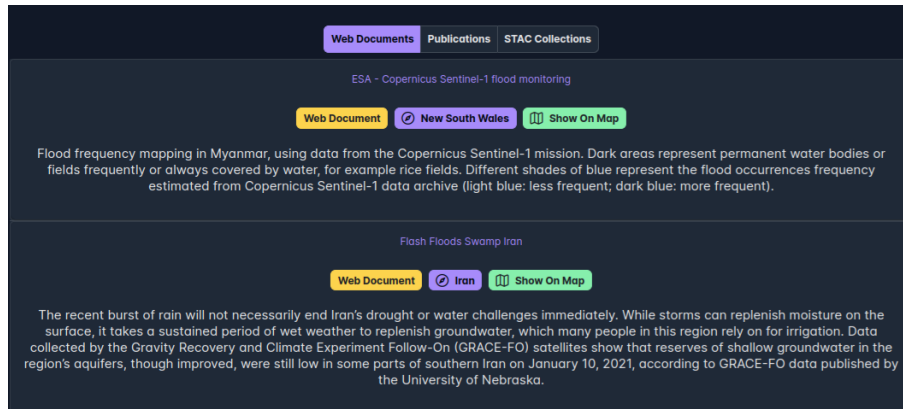 Web Documents Publications STAC Collections
ESA - Copernicus Sentinel-1 flood monitoring
Web Document New South Wales Show On Map
Flood frequency mapping in Myanmar, using data from the Copernicus Sentinel-1 mission. Dark areas represent permanent water bodies or
fields frequently or always covered by water, for example rice fields. Different shades of blue represent the flood occurrences frequency
estimated from Copernicus Sentinel-1 data archive (light blue: less frequent; dark blue: more frequent).
Flash Floods Swamp Iran
Web Document Iran Show On Map
The recent burst of rain will not necessarily end Iran's drought or water challenges immediately. While storms can replenish moisture on the
surface, it takes a sustained period of wet weather to replenish groundwater, which many people in this region rely on for irrigation. Data
collected by the Gravity Recovery and Climate Experiment Follow-On (GRACE-FO) satellites show that reserves of shallow groundwater in the
region's aquifers, though improved, were still low in some parts of southern Iran on January 10, 2021, according to GRACE-FO data published by
the University of Nebraska.